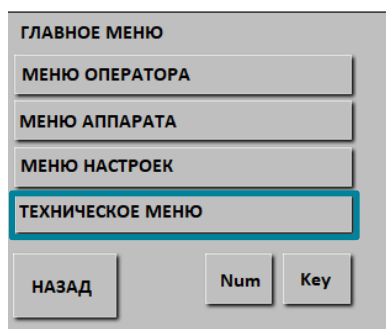 ГЛАВНОЕ МЕНЮ
МЕНЮ ОПЕРАТОРА
МЕНЮ АППАРАТА
МЕНЮ НАСТРОЕК
ТЕХНИЧЕСКОЕ МЕНЮ
НАЗАД Num Key